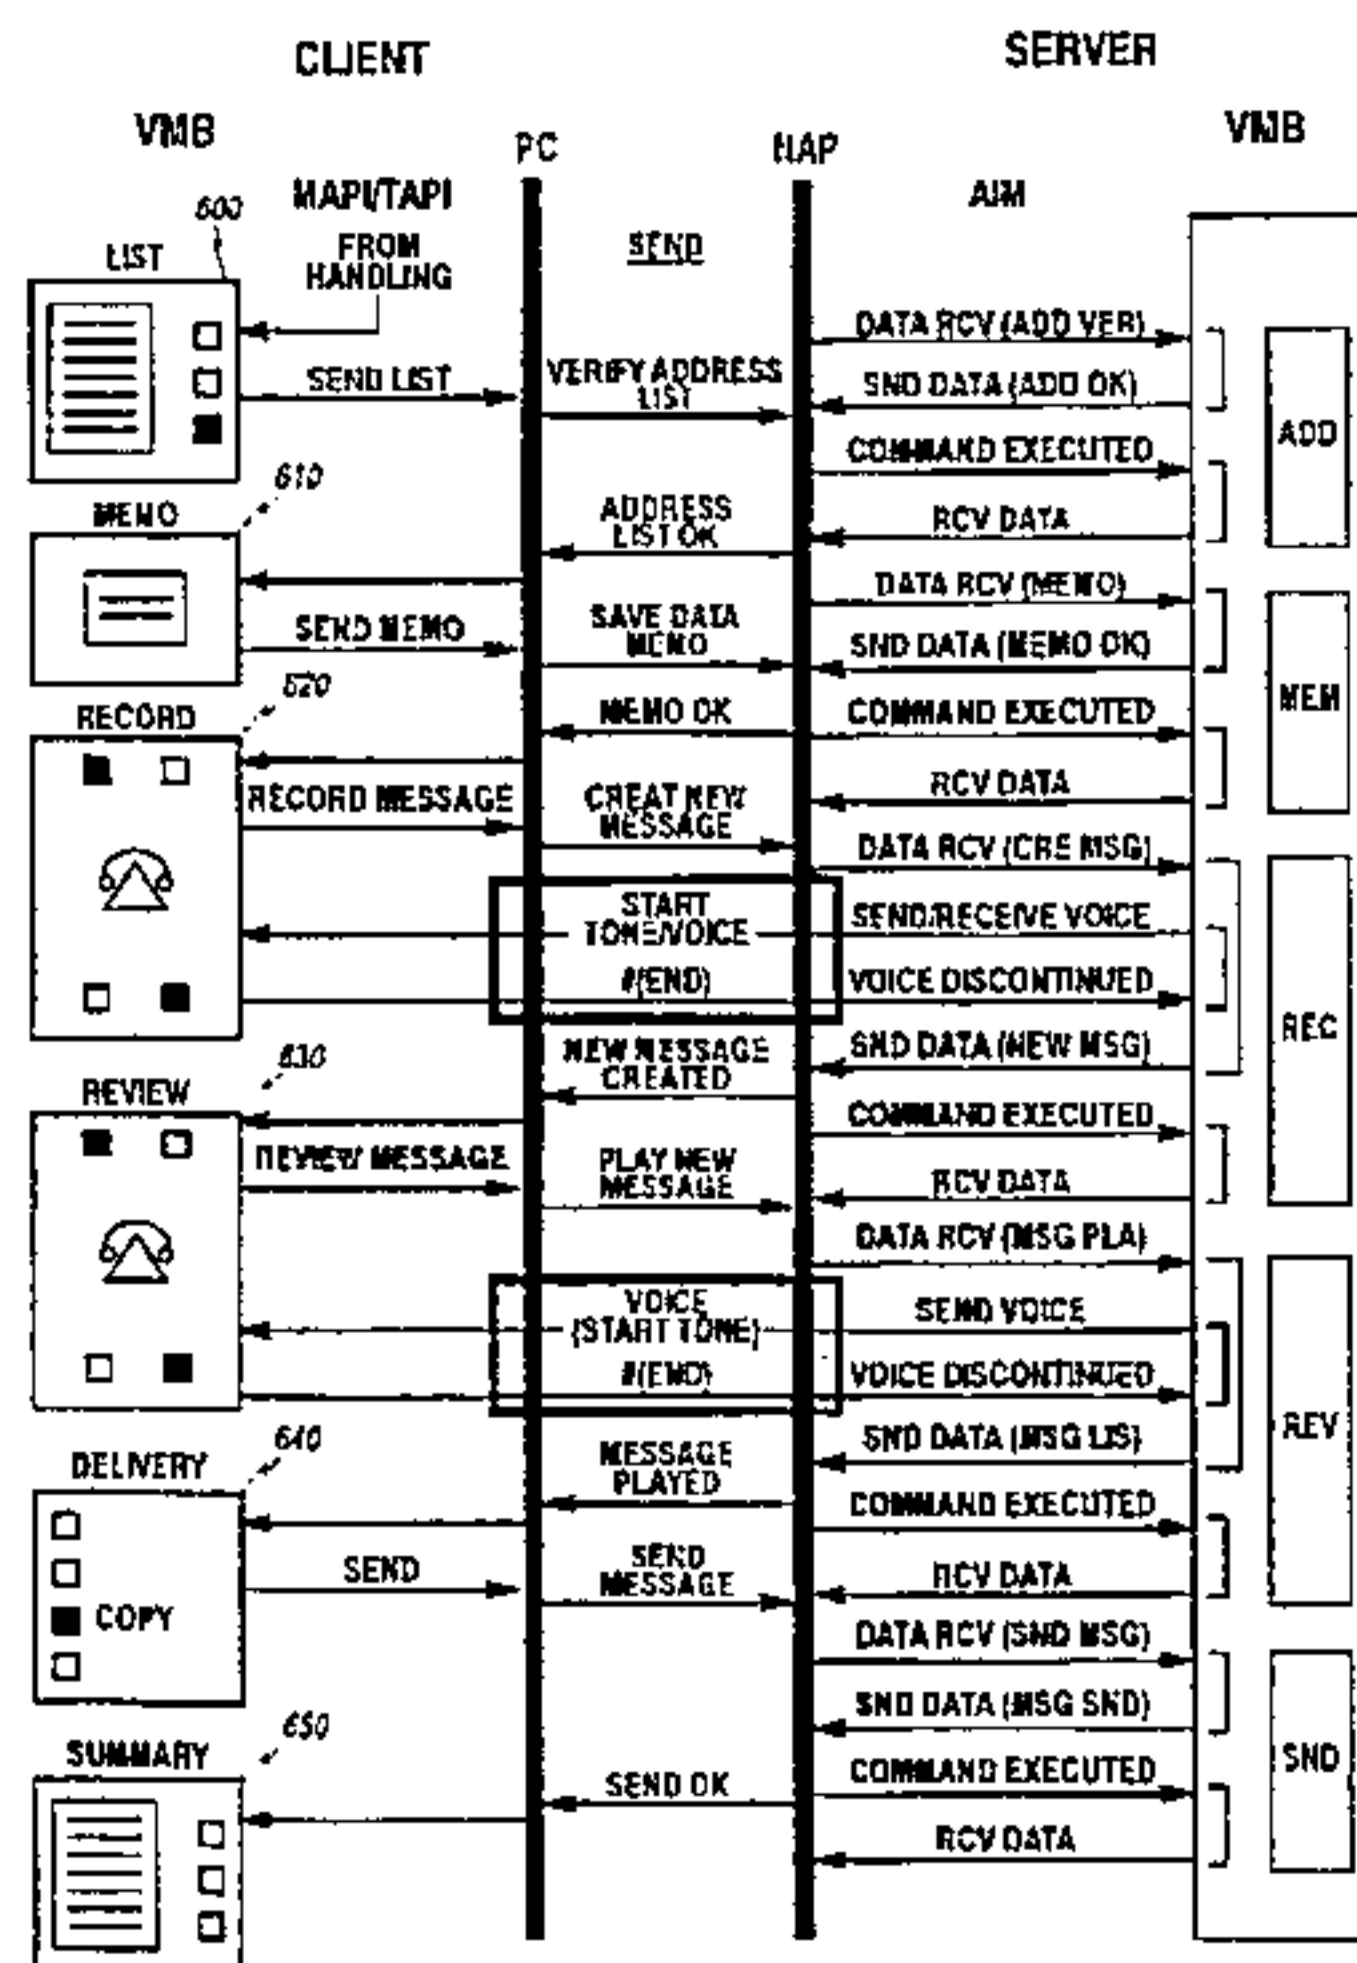 CLIENT
SERVER
VMB
PC
NAP
VMB
MAPI/TAPI
AIM
600
LIST
FROM
HANDLING
SEND
DATA RCV (ADD VER)
SEND LIST
VERIFY ADDRESS
LIST
SND DATA (ADD OK)
ADD
COMMAND EXECUTED
610
MEMO
ADDRESS
LIST OK
RCV DATA
DATA RCV (MEMO)
SEND MEMO
SAVE DATA
MEMO
SND DATA (MEMO OK)
MEM
620
RECORD
MEMO OK
COMMAND EXECUTED
RCV DATA
RECORD MESSAGE
CREAT NEW
MESSAGE
DATA RCV (CRE MSG)
START
TONE/VOICE
SEND/RECEIVE VOICE
#(END)
VOICE DISCONTINUED
REC
630
REVIEW
NEW MESSAGE
CREATED
SND DATA (NEW MSG)
COMMAND EXECUTED
REVIEW MESSAGE
PLAY NEW
MESSAGE
RCV DATA
DATA RCV (MSG PLA)
VOICE
(START TONE)
SEND VOICE
#(END)
VOICE DISCONTINUED
REV
640
DELIVERY
MESSAGE
PLAYED
SND DATA (MSG LIS)
COMMAND EXECUTED
SEND
SEND
MESSAGE
RCV DATA
COPY
DATA RCV (SND MSG)
SND DATA (MSG SND)
650
SUMMARY
SND
SEND OK
COMMAND EXECUTED
RCV DATA